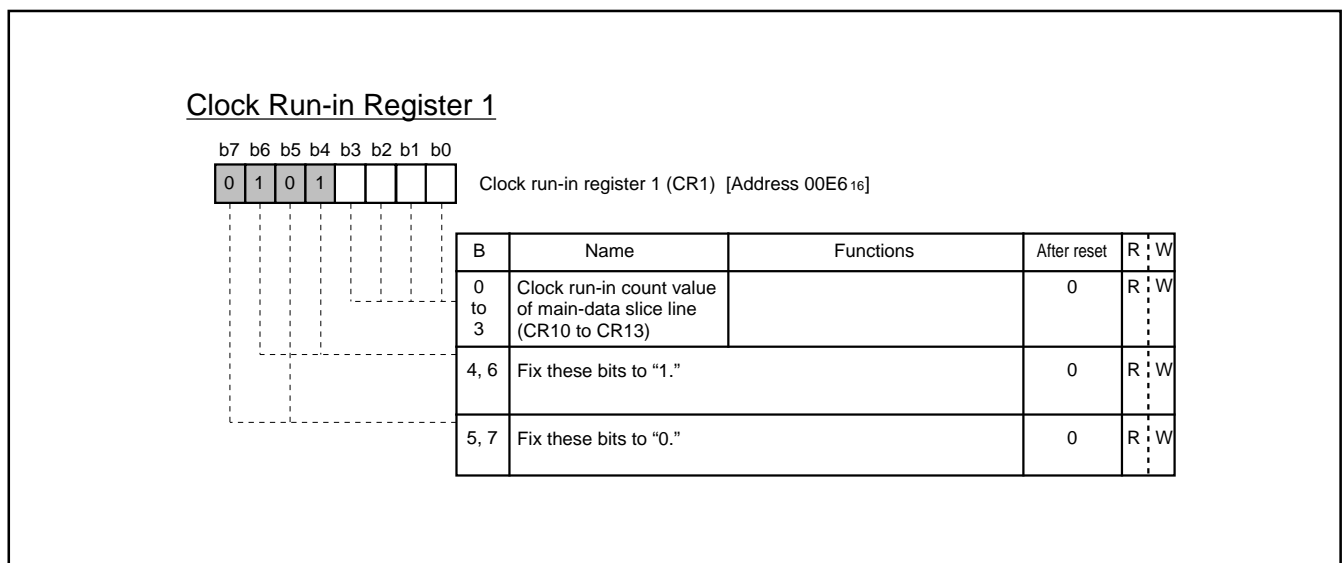 Clock Run-in Register 1
b7 b6 b5 b4 b3 b2 b1 b0
0 1 0 1
Clock run-in register 1 (CR1) [Address 00E6 16]
B Name Functions After reset R W
0 to 3 Clock run-in count value 0 R W
of main-data slice line
(CR10 to CR13)
4, 6 Fix these bits to “1.” 0 R W
5, 7 Fix these bits to “0.” 0 R W